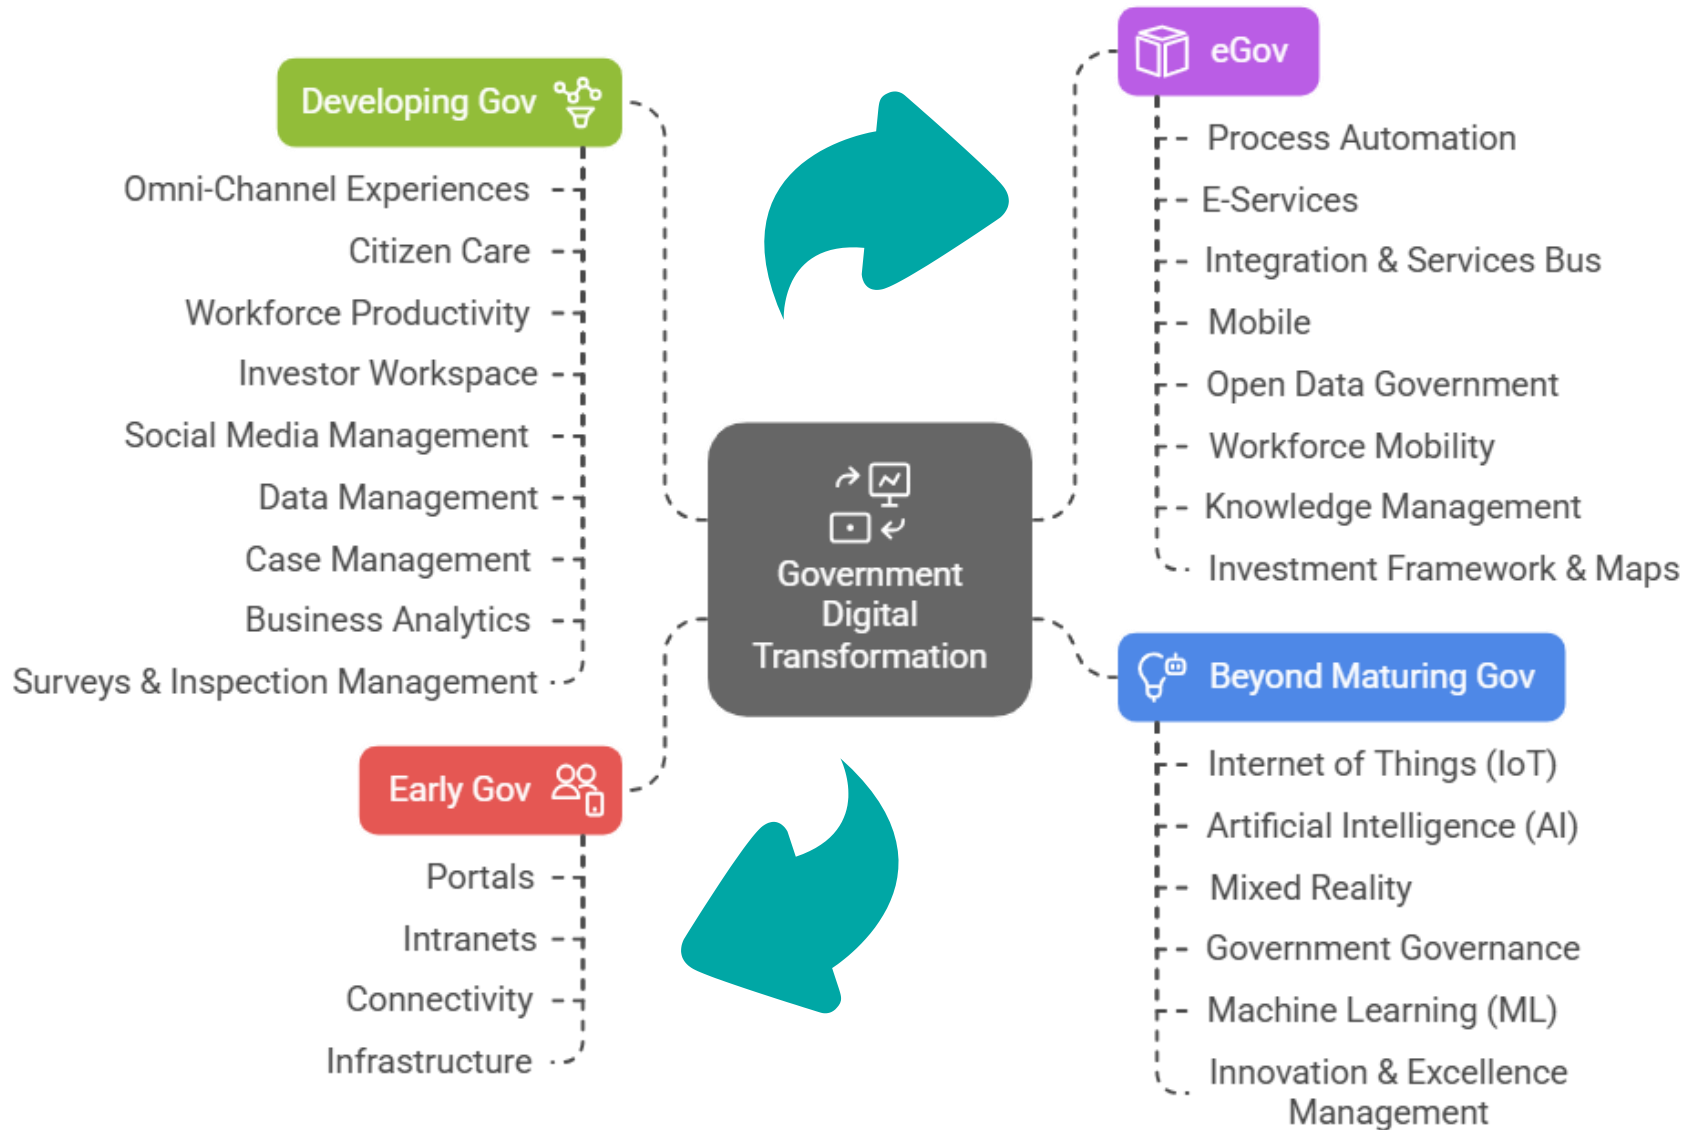 Developing Gov
Omni-Channel Experiences
Citizen Care
Workforce Productivity
Investor Workspace
Social Media Management
Data Management
Case Management
Business Analytics
Surveys & Inspection Management
Early Gov
Portals
Intranets
Connectivity
Infrastructure
Government
Digital
Transformation
eGov
Process Automation
E-Services
Integration & Services Bus
Mobile
Open Data Government
Workforce Mobility
Knowledge Management
Investment Framework & Maps
Beyond Maturing Gov
Internet of Things (IoT)
Artificial Intelligence (AI)
Mixed Reality
Government Governance
Machine Learning (ML)
Innovation & Excellence
Management